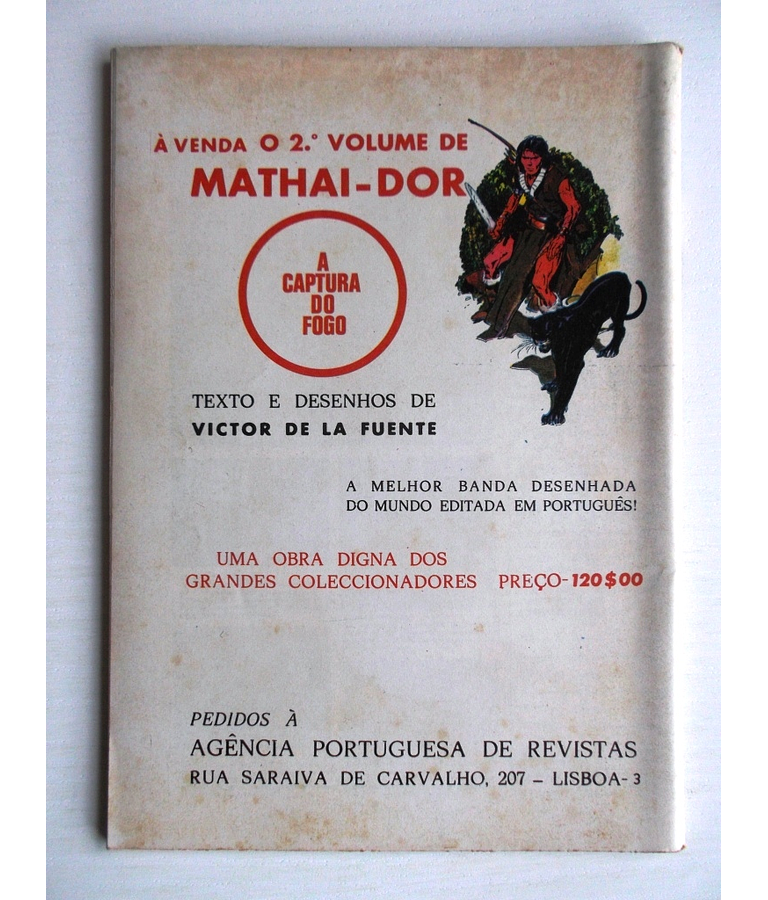 À VENDA O 2.º VOLUME DE
MATHAI-DOR
A
CAPTURA
DO
FOGO
TEXTO E DESENHOS DE
VICTOR DE LA FUENTE
A MELHOR BANDA DESENHADA
DO MUNDO EDITADA EM PORTUGUÊS!
UMA OBRA DIGNA DOS
GRANDES COLECCIONADORES PREÇO-120$00
PEDIDOS À
AGÊNCIA PORTUGUESA DE REVISTAS
RUA SARAIVA DE CARVALHO, 207 – LISBOA-3